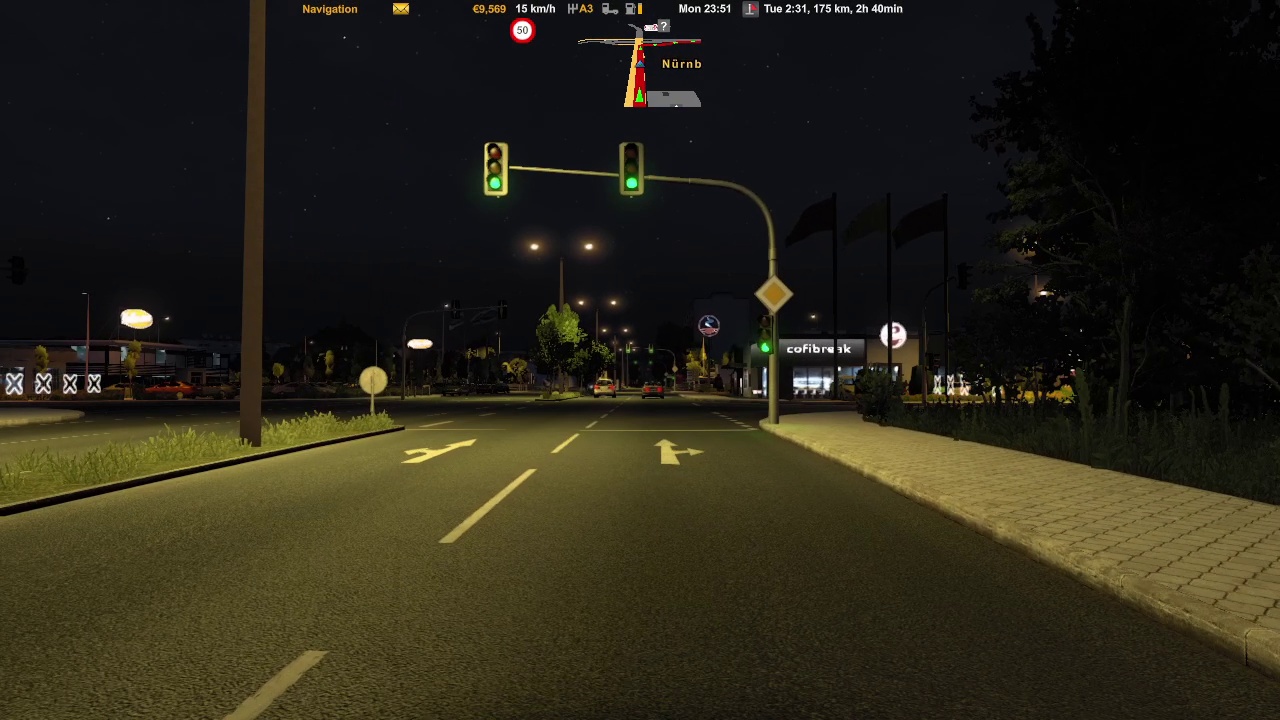 Navigation
€9,569 15 km/h A3 Mon 23:51 Tue 2:31, 175 km, 2h 40min
50
?
Nürnb
cofibreak